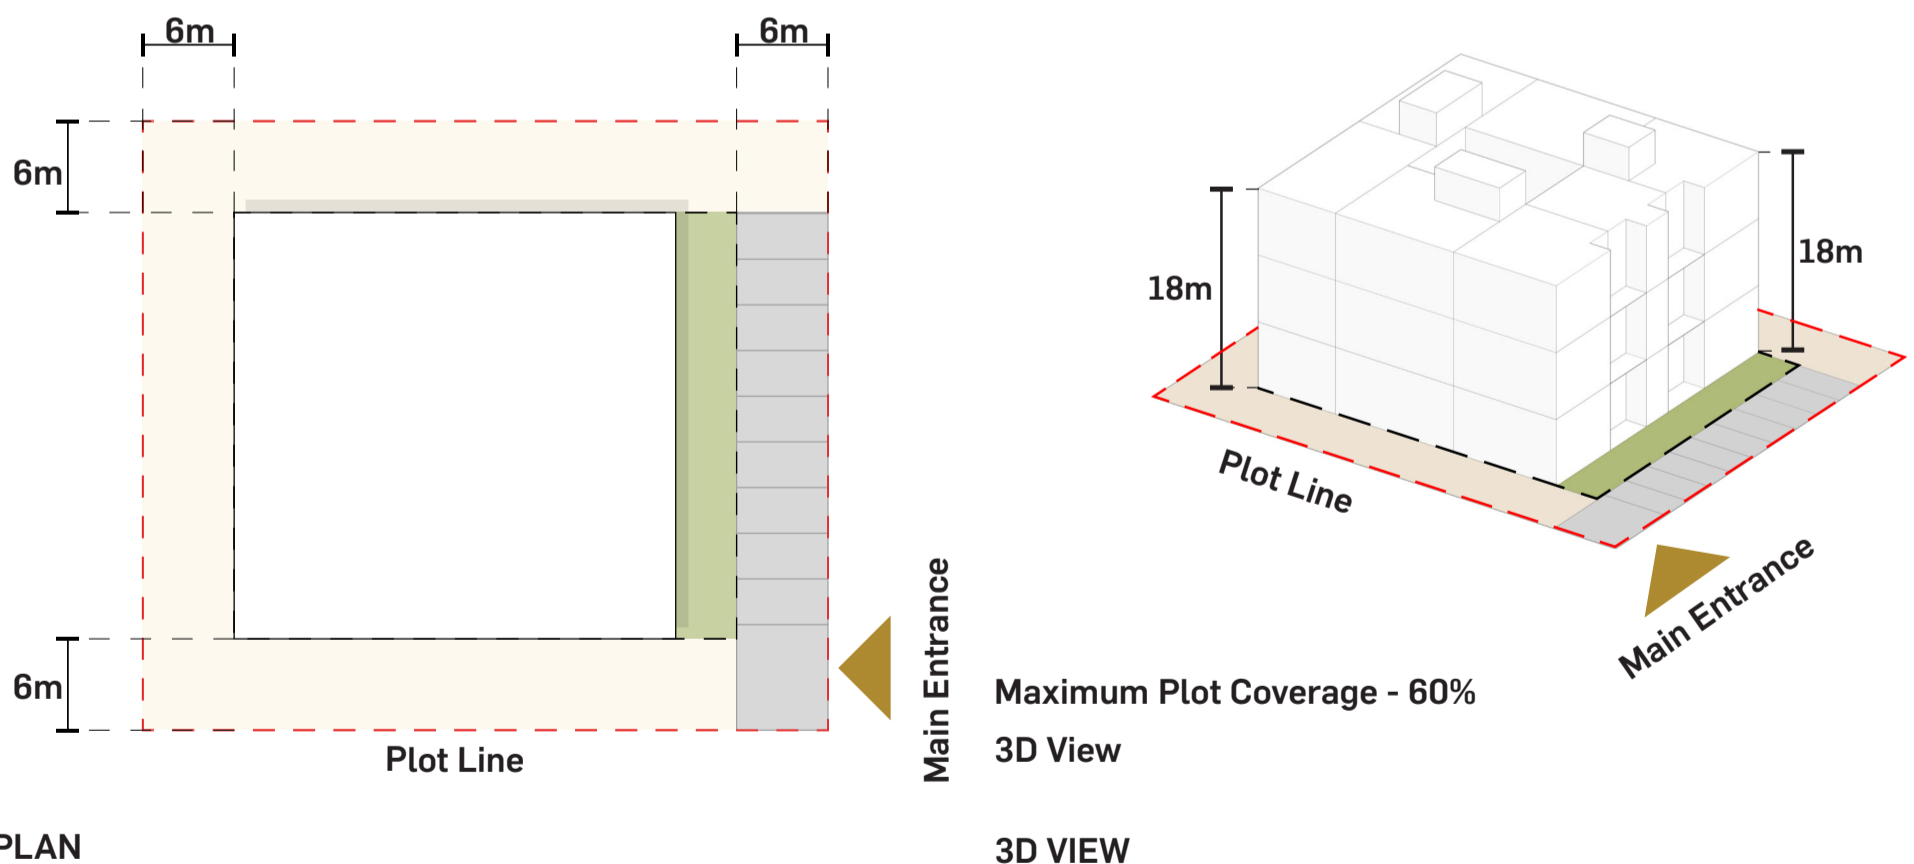 6m
6m
6m
6m
Plot Line
Main Entrance
PLAN
18m
18m
Plot Line
Main Entrance
Maximum Plot Coverage - 60%
3D View
3D VIEW